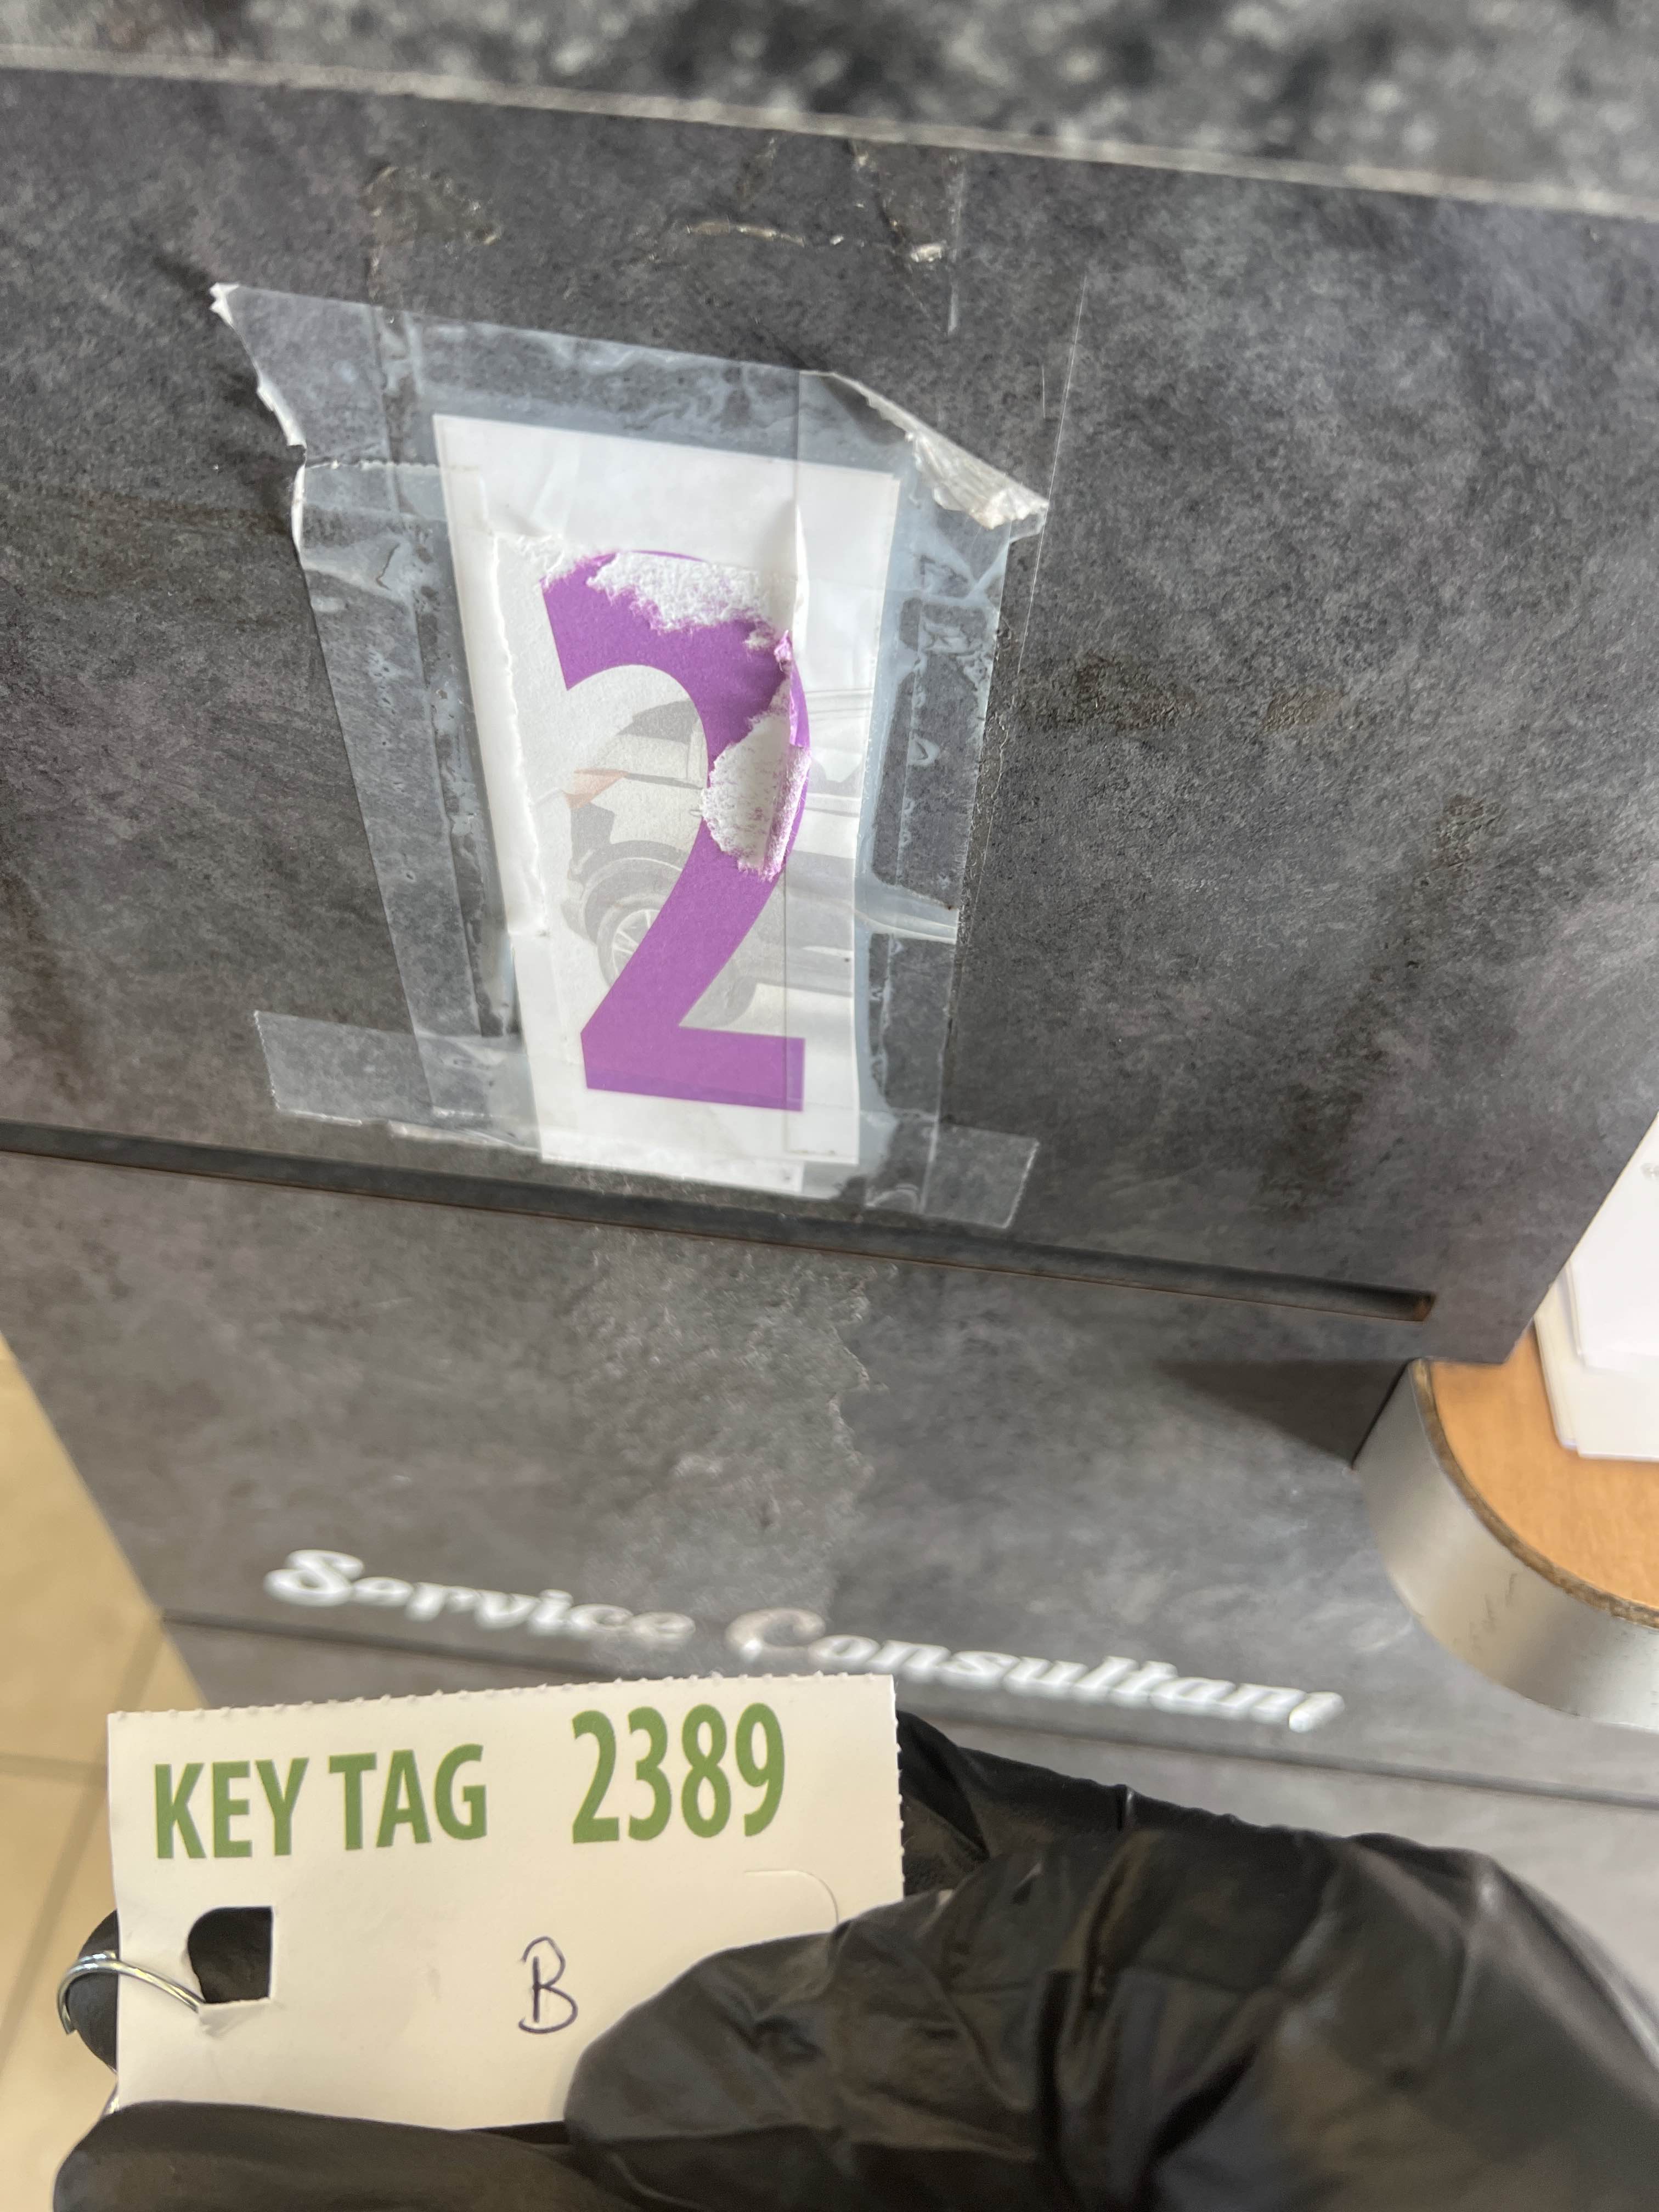 2
Service Consultant
KEY TAG 2389
B